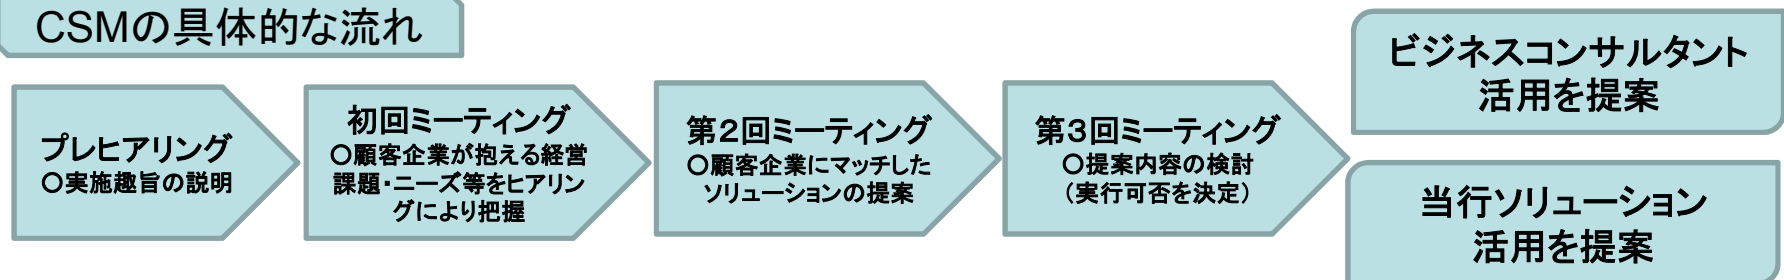 CSMの具体的な流れ
プレヒアリング
○実施趣旨の説明
初回ミーティング
○顧客企業が抱える経営
課題・ニーズ等をヒアリン
グにより把握
第２回ミーティング
○顧客企業にマッチした
ソリューションの提案
第３回ミーティング
○提案内容の検討
（実行可否を決定）
ビジネスコンサルタント
活用を提案
当行ソリューション
活用を提案